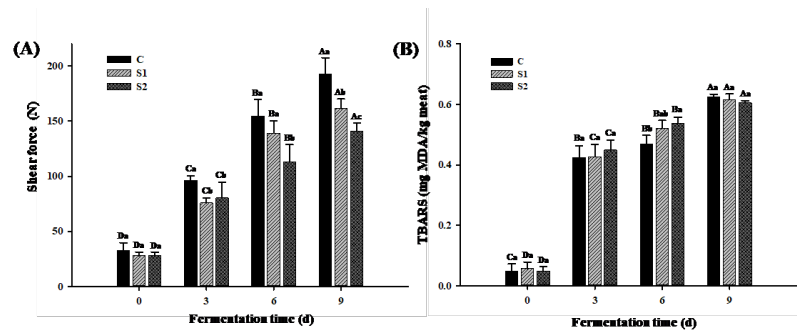 (A)
C
S1
S2
Shear force (N)
200
150
100
50
0
Da Da Da
Ca Cb Cb
Ba Ba Bb
Aa Ab Ac
0 3 6 9
Fermentation time (d)
(B)
C
S1
S2
TBARS (mg MDA/kg meat)
0.8
0.6
0.4
0.2
0.0
Ca Da Da
Ba Ca Ca
Bb Bab Ba
Aa Aa Aa
0 3 6 9
Fermentation time (d)